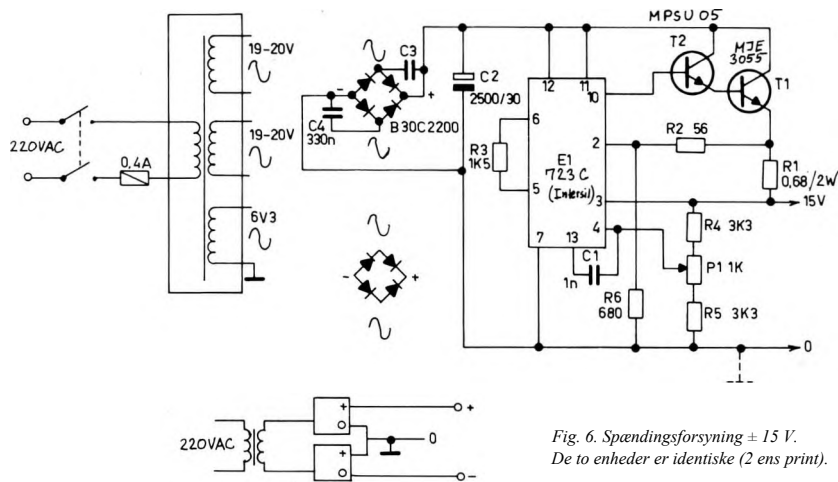 MPSU 05
19-20V
C3
T2
MJE
3055
T1
C2
2500/30
12
11
10
-
+
C4
330n
B30C2200
6
R3
1K5
5
2
R2 56
E1
723 C
(Intersil)
R1
0,68/2W
220VAC
0,4A
19-20V
3
15V
4
R4 3K3
6V3
7
13
C1
1n
P1 1K
-
+
R6
680
R5 3K3
0
220VAC
+
0
+
0
+
0
-
Fig. 6. Spændingsforsyning ± 15 V.
De to enheder er identiske (2 ens print).